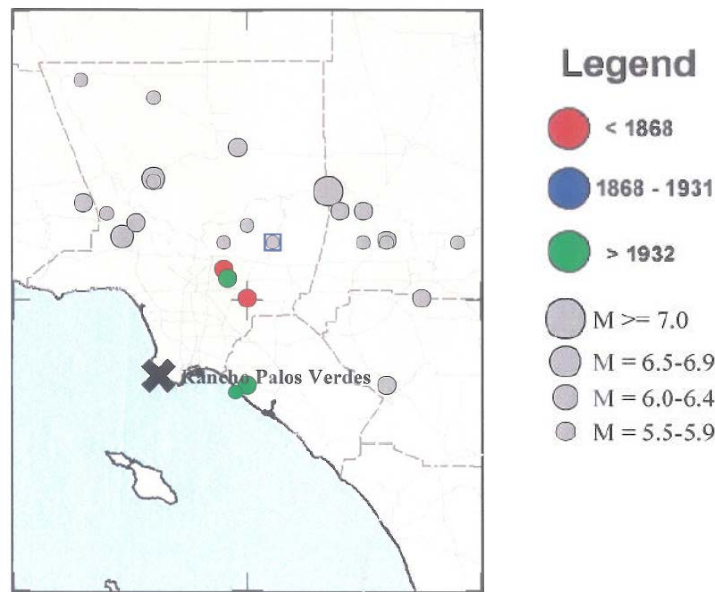 Legend
< 1868
1868 - 1931
> 1932
M >= 7.0
M = 6.5-6.9
M = 6.0-6.4
M = 5.5-5.9
Rancho Palos Verdes